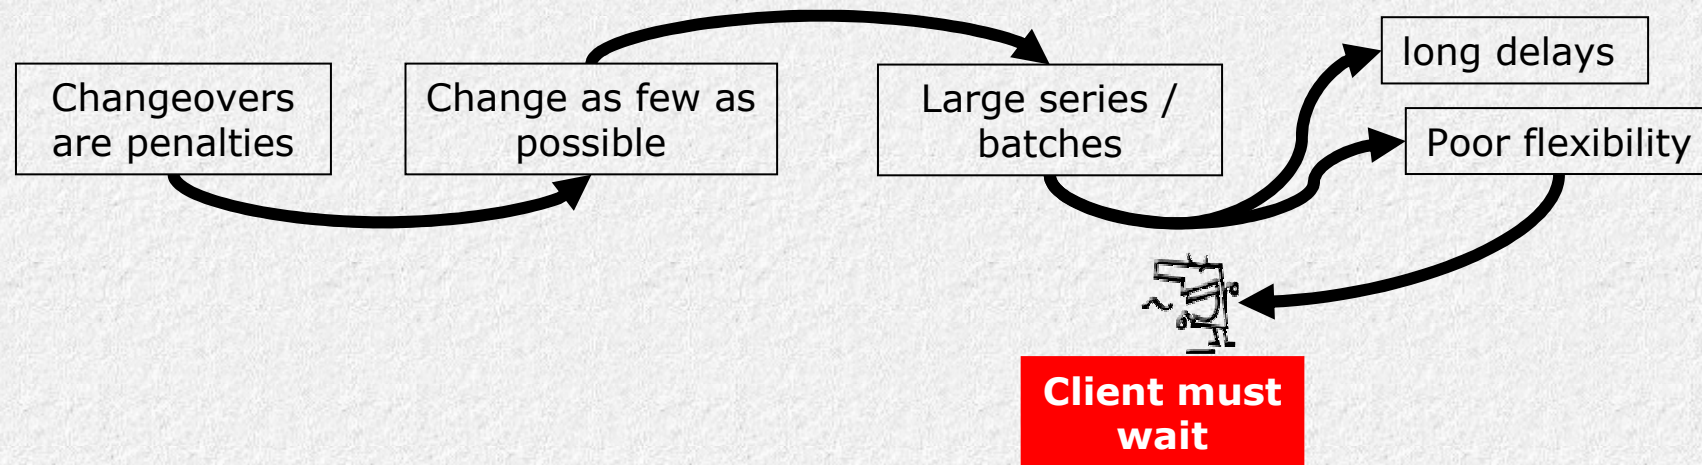 Changeovers
are penalties
Change as few as
possible
Large series /
batches
long delays
Poor flexibility
Client must
wait